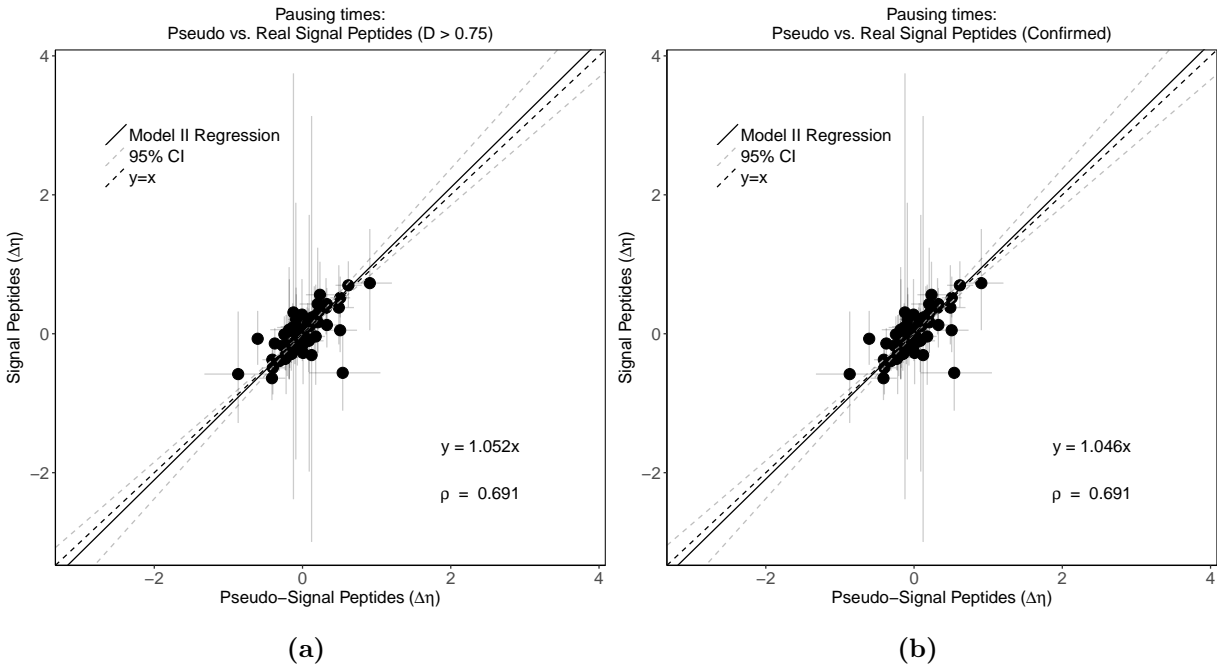 Pausing times:
Pseudo vs. Real Signal Peptides (D > 0.75)
4
2
0
−2
Signal Peptides (Δη)
Model II Regression
95% CI
y=x
y = 1.052x
ρ = 0.691
−2
0
2
4
Pseudo−Signal Peptides (Δη)
(a)
Pausing times:
Pseudo vs. Real Signal Peptides (Confirmed)
4
2
0
−2
Signal Peptides (Δη)
Model II Regression
95% CI
y=x
y = 1.046x
ρ = 0.691
−2
0
2
4
Pseudo−Signal Peptides (Δη)
(b)